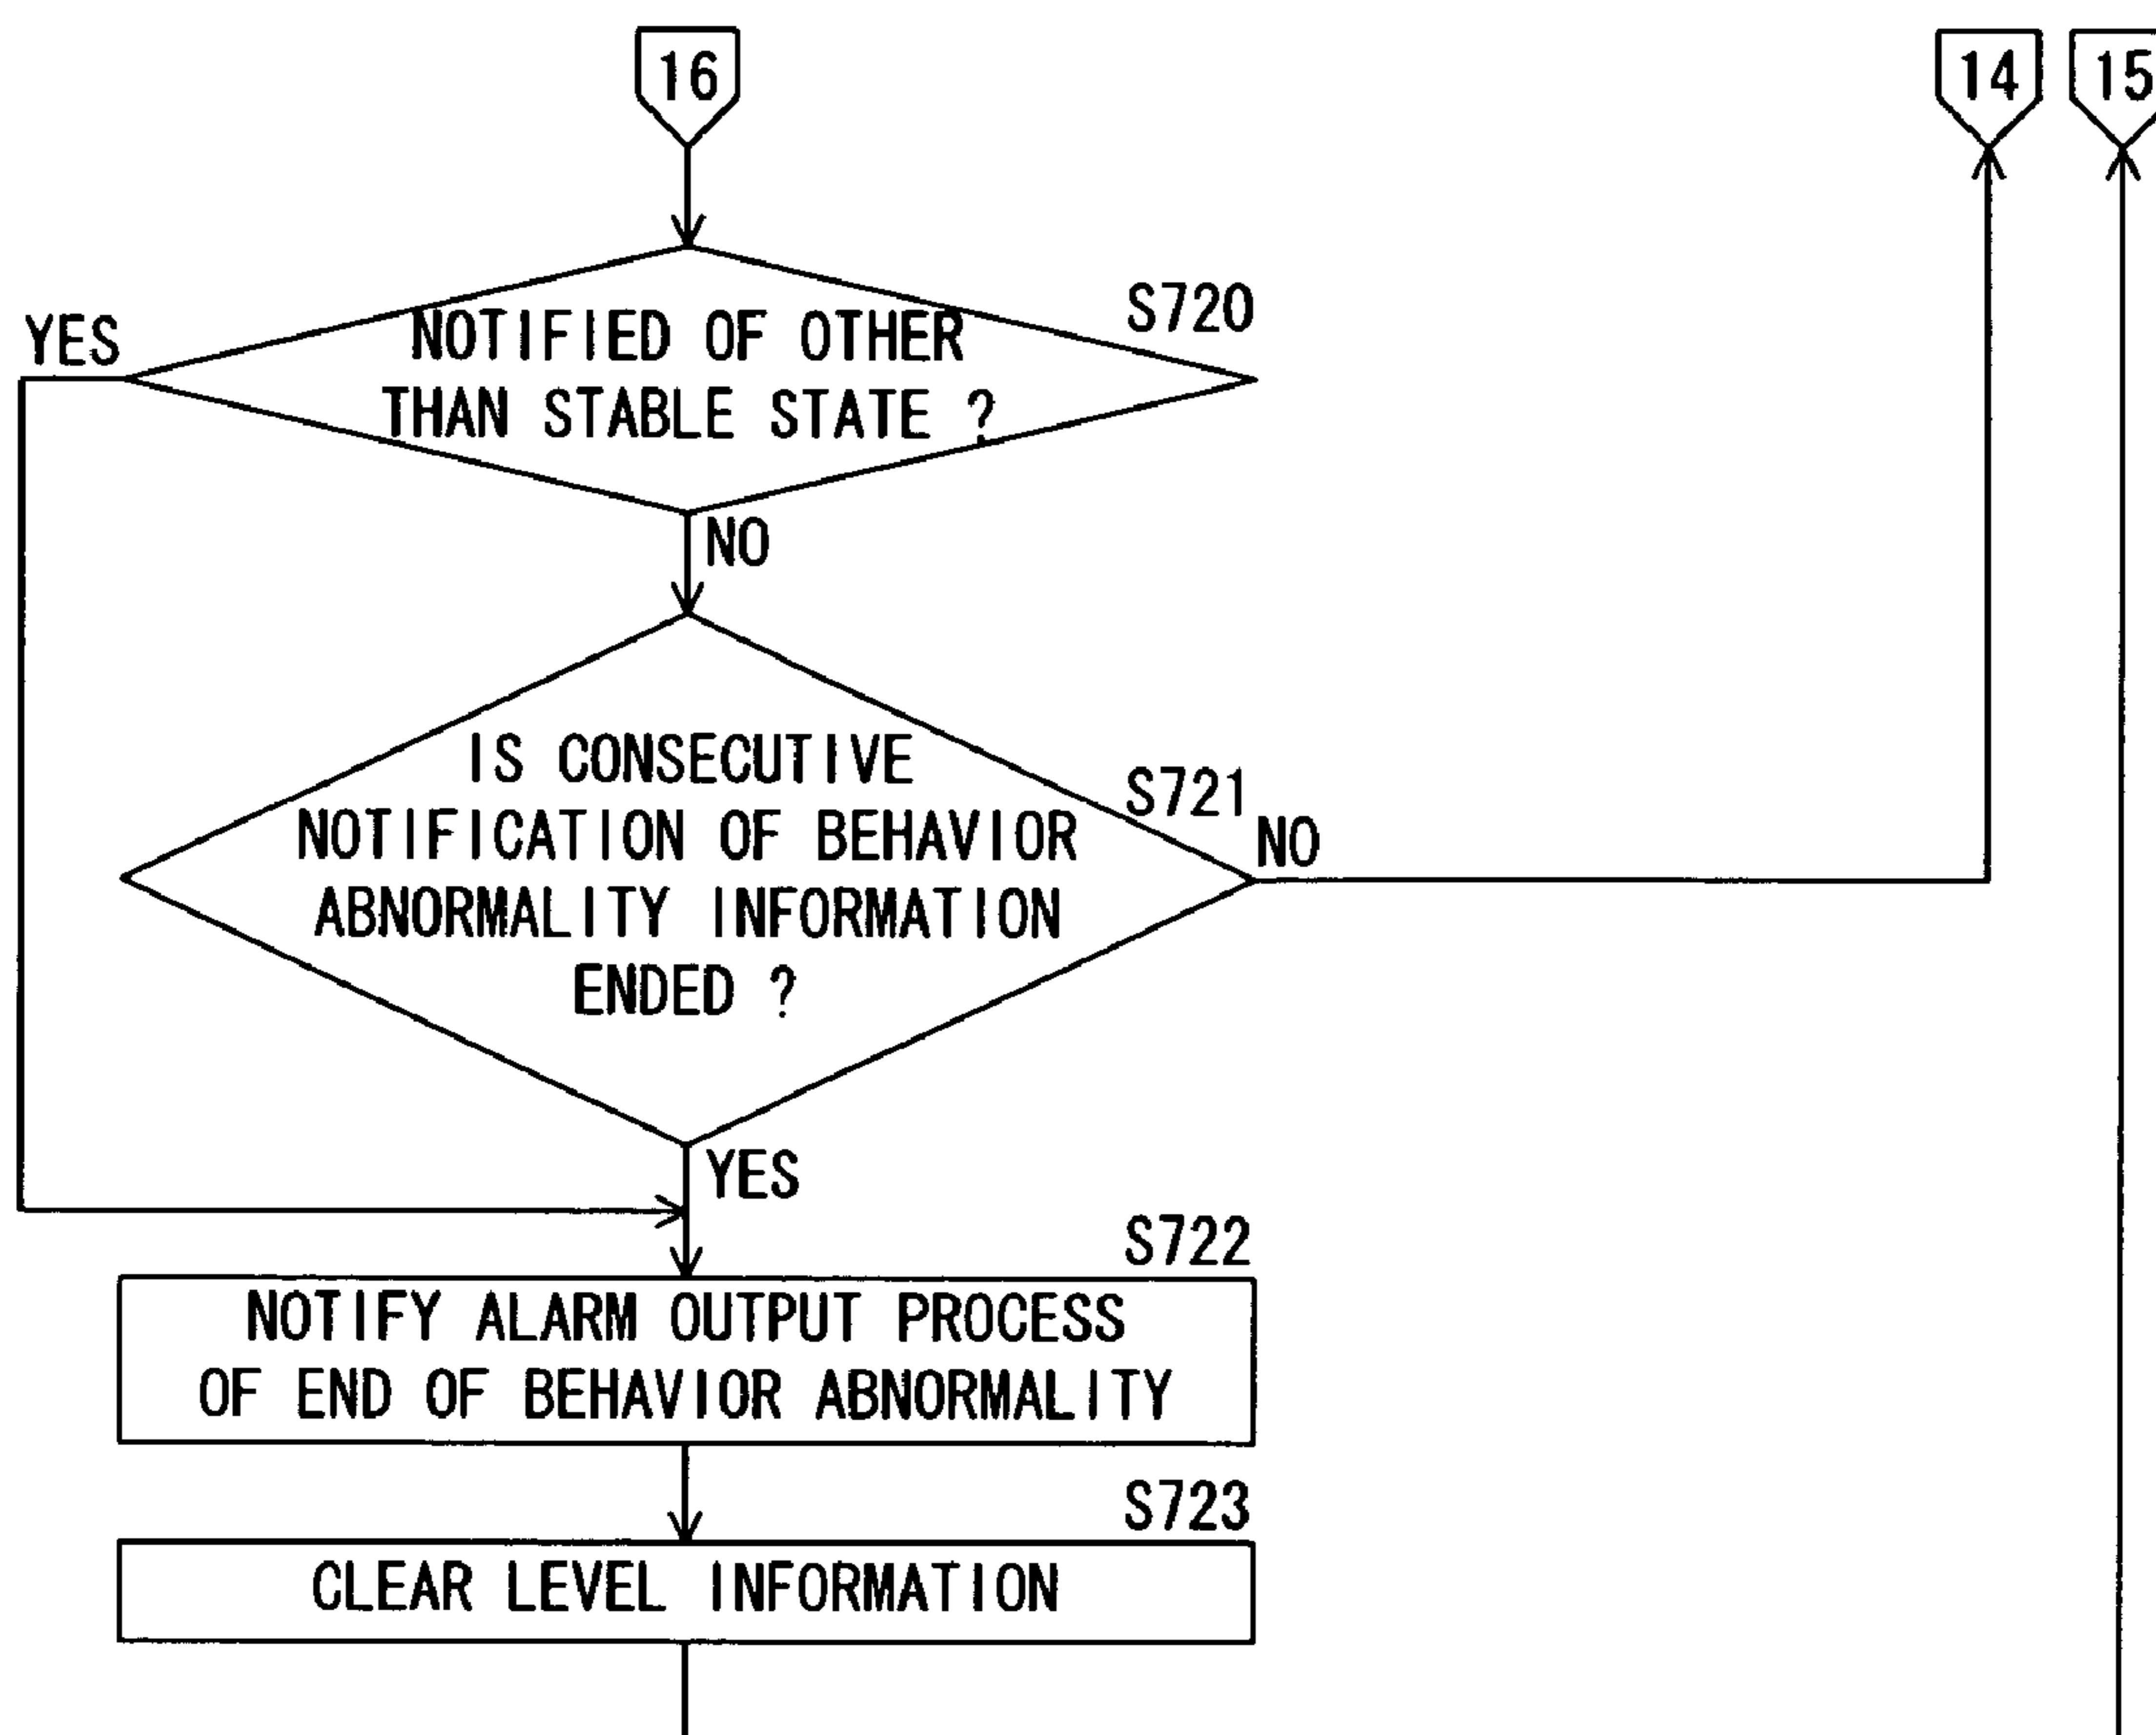 16
14
15
S720
YES
NOTIFIED OF OTHER
THAN STABLE STATE ?
NO
IS CONSECUTIVE
NOTIFICATION OF BEHAVIOR
ABNORMALITY INFORMATION
ENDED ?
S721
NO
YES
S722
NOTIFY ALARM OUTPUT PROCESS
OF END OF BEHAVIOR ABNORMALITY
S723
CLEAR LEVEL INFORMATION